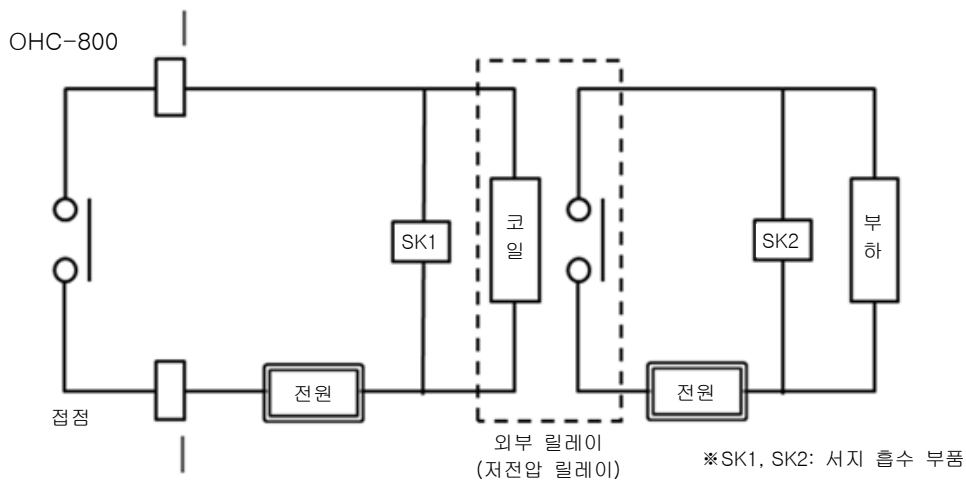 OHC-800
SK1
코
일
SK2
부
하
전원
전원
접점
외부 릴레이
(저전압 릴레이)
※SK1, SK2: 서지 흡수 부품